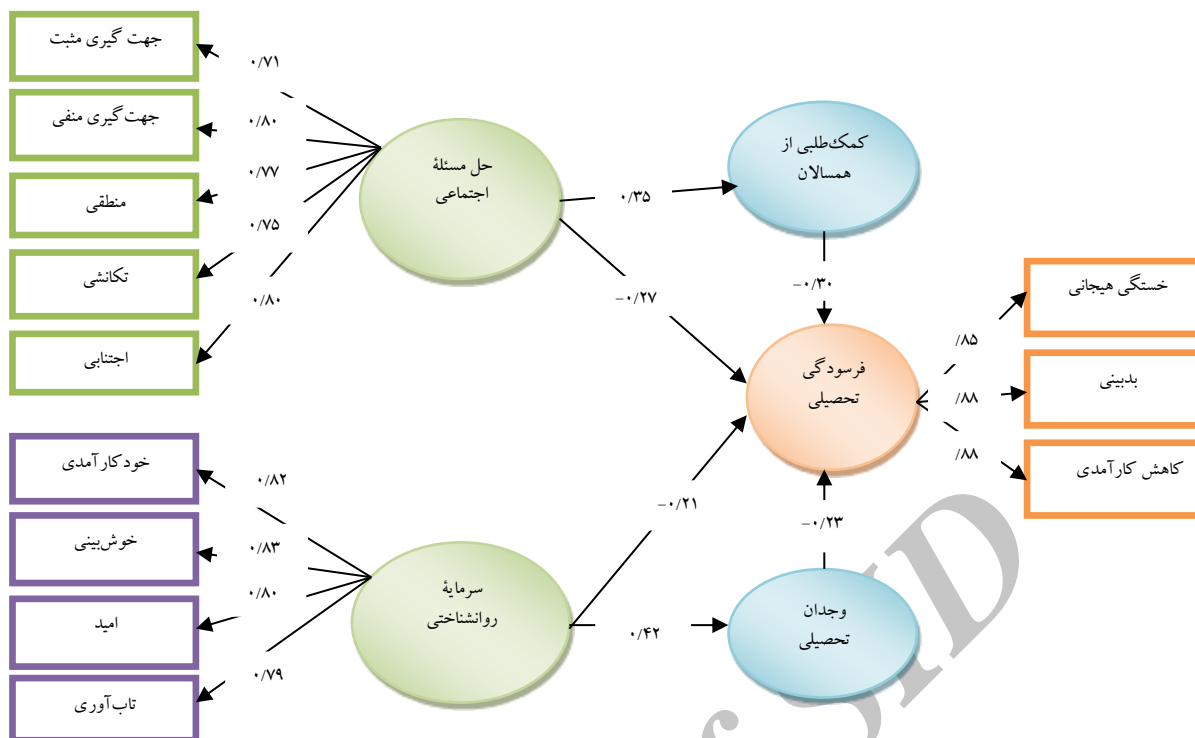 جهت گیری مثبت
۰/۷۱
جهت‌گیری منفی
۰/۸۰
منطقی
۰/۷۷
تکانشی
۰/۷۵
اجتنابی
۰/۸۰
حل مسئلۀ
اجتماعی
۰/۳۵
کمک‌طلبی از
همسالان
−۰/۲۷
−۰/۳۰
فرسودگی
تحصیلی
/۸۵
خستگی هیجانی
/۸۸
بدبینی
/۸۸
کاهش کارآمدی
خودکارآمدی
۰/۸۲
خوش‌بینی
۰/۸۳
امید
۰/۸۰
تاب‌آوری
۰/۷۹
سرمایۀ
روانشناختی
−۰/۲۱
−۰/۲۳
۰/۴۲
وجدان
تحصیلی
f SID